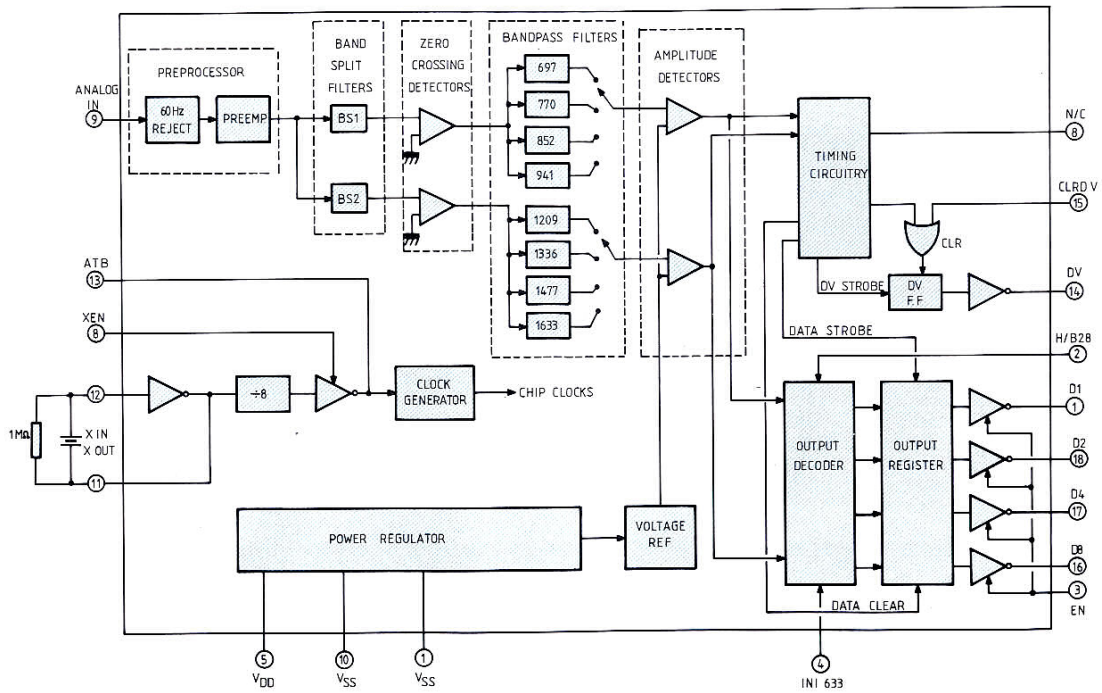 PREPROCESSOR
BAND
SPLIT
FILTERS
ZERO
CROSSING
DETECTORS
BANDPASS FILTERS
AMPLITUDE
DETECTORS
ANALOG
IN
9
60Hz
REJECT
PREEMP
BS1
BS2
697
770
852
941
1209
1336
1477
1633
TIMING
CIRCUITRY
N/C
8
CLRDV
15
CLR
DV STROBE
DV
F.F
DV
14
DATA STROBE
H/B28
2
ATB
13
XEN
8
12
÷8
CLOCK
GENERATOR
CHIP CLOCKS
1MΩ
X IN
X OUT
11
OUTPUT
DECODER
OUTPUT
REGISTER
D1
1
D2
18
D4
17
D8
16
3
EN
POWER REGULATOR
VOLTAGE
REF
DATA CLEAR
5
VDD
10
VSS
1
VSS
4
INI 633